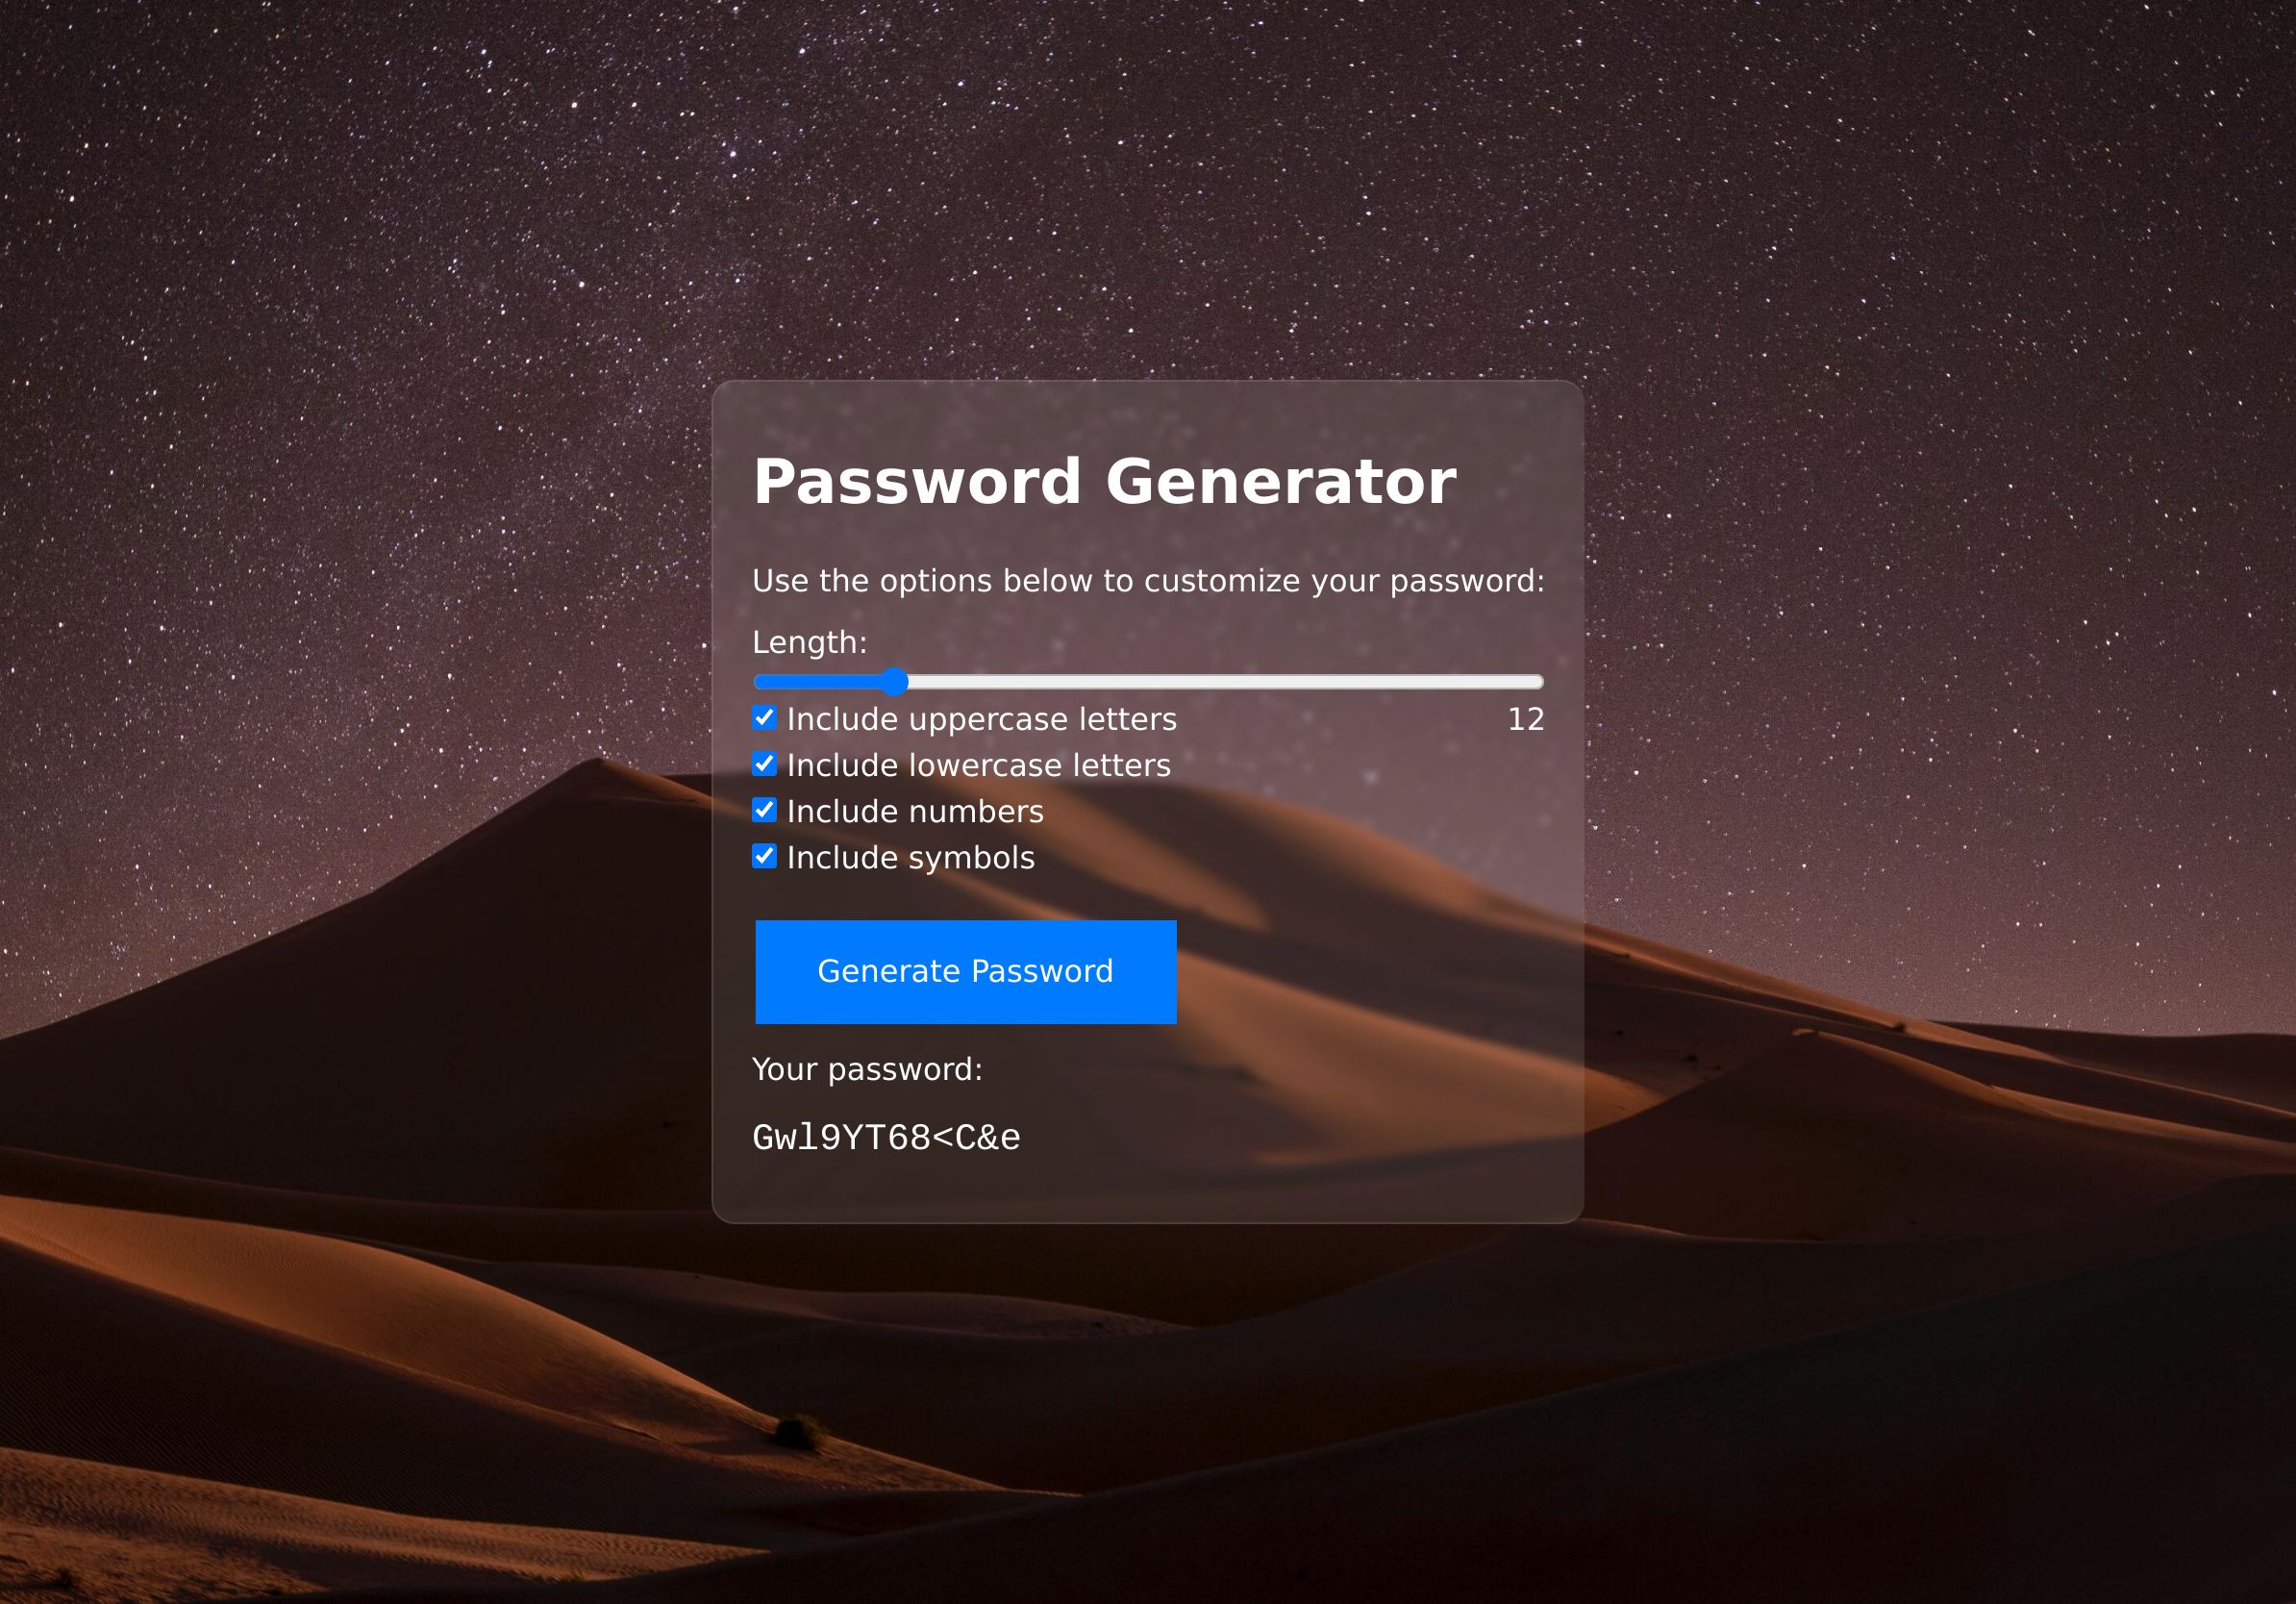 Password Generator
Use the options below to customize your password:
Length:
Include uppercase letters 12
Include lowercase letters
Include numbers
Include symbols
Generate Password
Your password:
Gwl9YT68<C&e